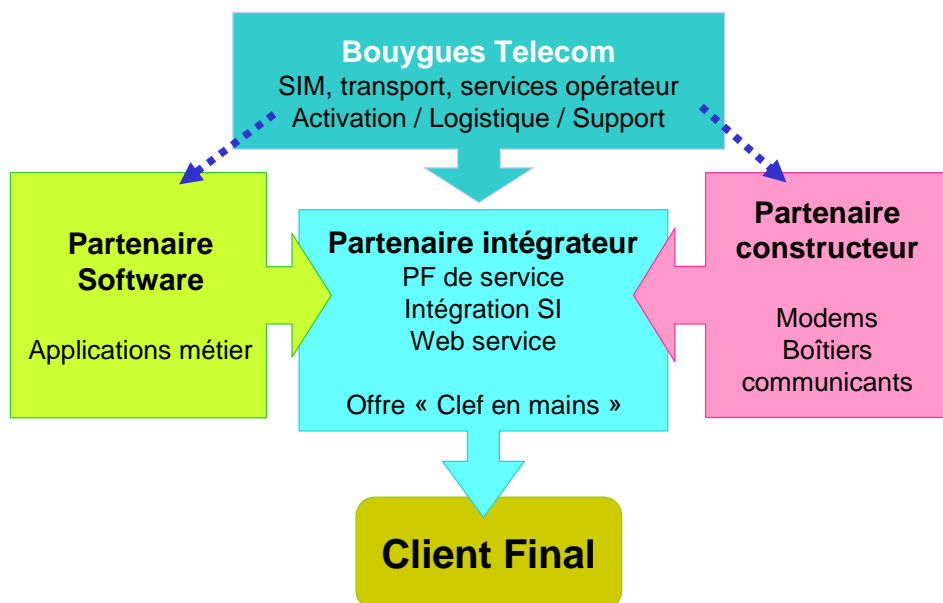 Bouygues Telecom
SIM, transport, services opérateur
Activation / Logistique / Support
Partenaire
Software
Applications métier
Partenaire intégrateur
PF de service
Intégration SI
Web service
Offre « Clef en mains »
Partenaire
constructeur
Modems
Boîtiers
communicants
Client Final